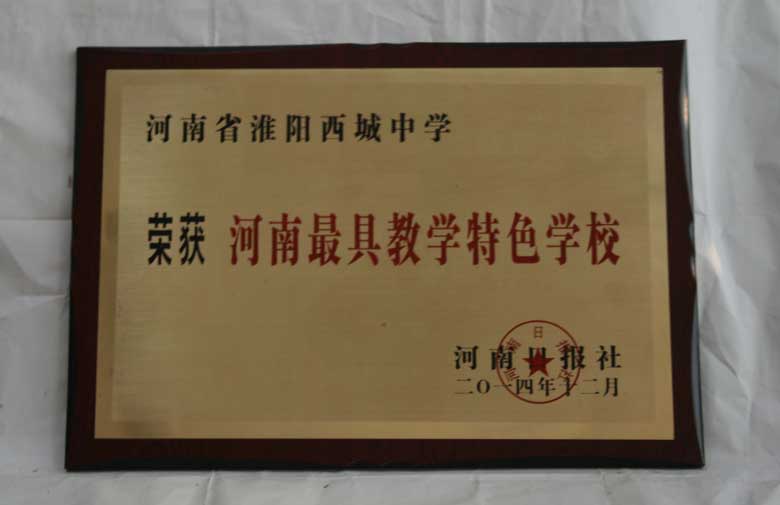 河南省淮阳西城中学
荣获 河南最具教学特色学校
河南日报社
二〇一四年十二月